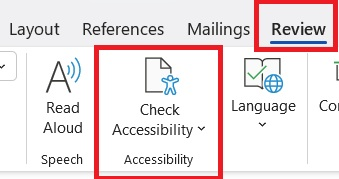 Layout References Mailings Review
Read Aloud
Speech
Check Accessibility
Accessibility
Language